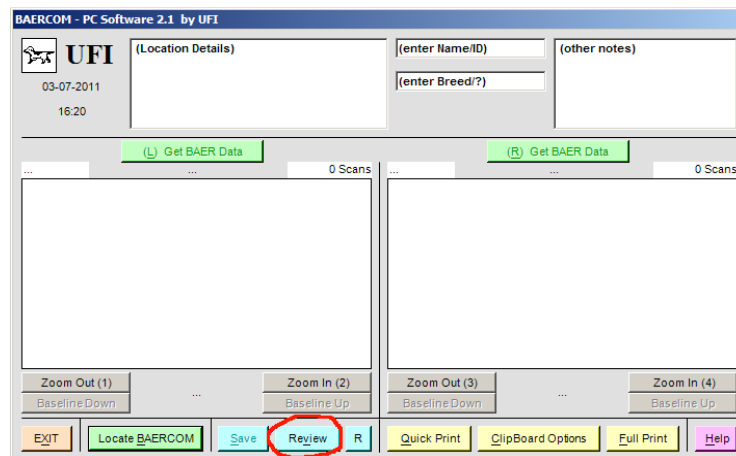 BAERCOM - PC Software 2.1 by UFI
UFI
03-07-2011
16:20
(Location Details)
(enter Name/ID)
(enter Breed/?)
(other notes)
(L) Get BAER Data
(R) Get BAER Data
... ... 0 Scans
... ... 0 Scans
Zoom Out (1) ... Zoom In (2)
Baseline Down Baseline Up
Zoom Out (3) ... Zoom In (4)
Baseline Down Baseline Up
EXIT Locate BAERCOM Save Review R Quick Print ClipBoard Options Full Print Help